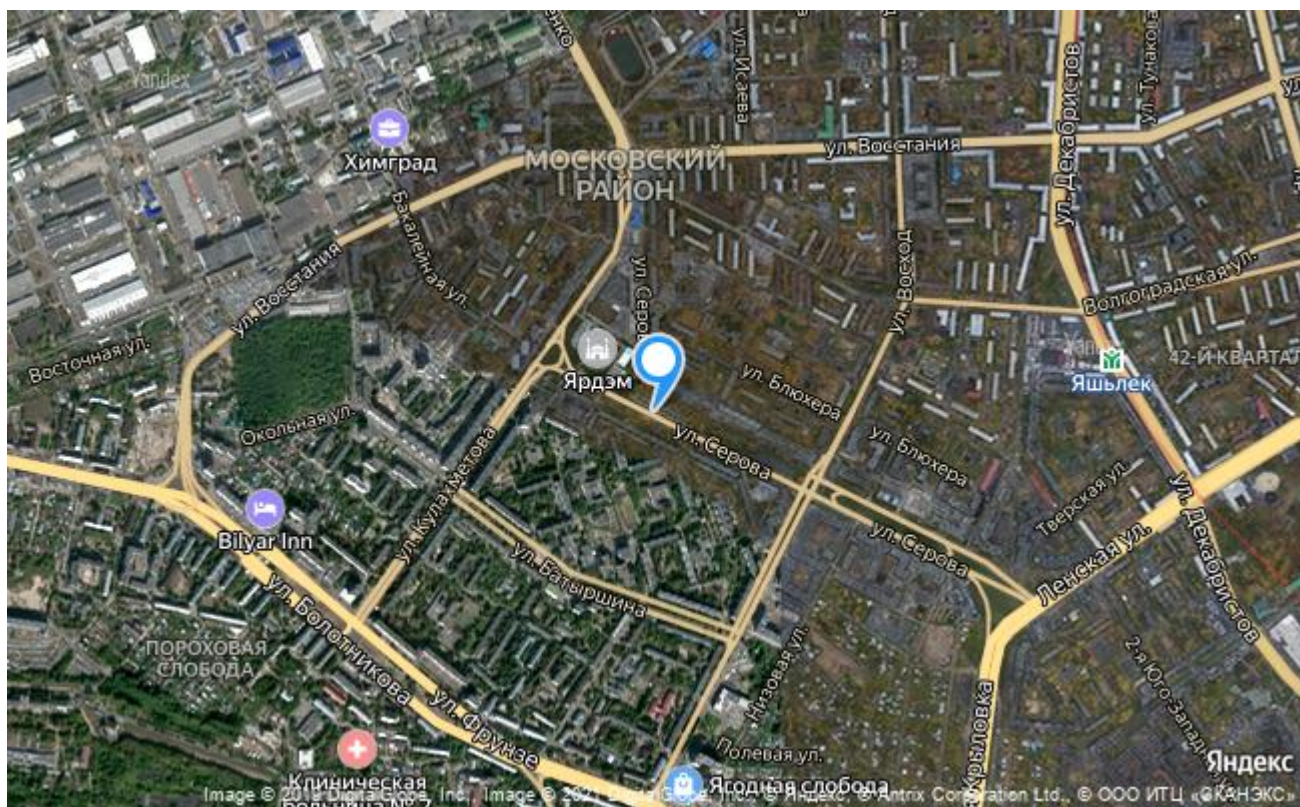 Yandex
Химград
МОСКОВСКИЙ
РАЙОН
ул. Исаева
ул. Восстания
ул. Декабристов
ул. Тунакова
Бакалейная ул.
ул. Восстания
Восточная ул.
ул. Восход
Волгоградская ул.
42-Й КВАРТАЛ
Яшьлек
Ярдэм
ул. Блюхера
ул. Блюхера
Окольная ул.
ул. Кулахметова
ул. Серова
ул. Серова
Тверская ул.
Ленская ул.
ул. Декабристов
Bilyar Inn
ул. Батыршина
ул. Болотникова
ул. Фрунзе
ПОРОХОВАЯ
СЛОБОДА
Низовая ул.
Полевая ул.
Крыловка
Ягодная слобода
Клиническая
Яндекс